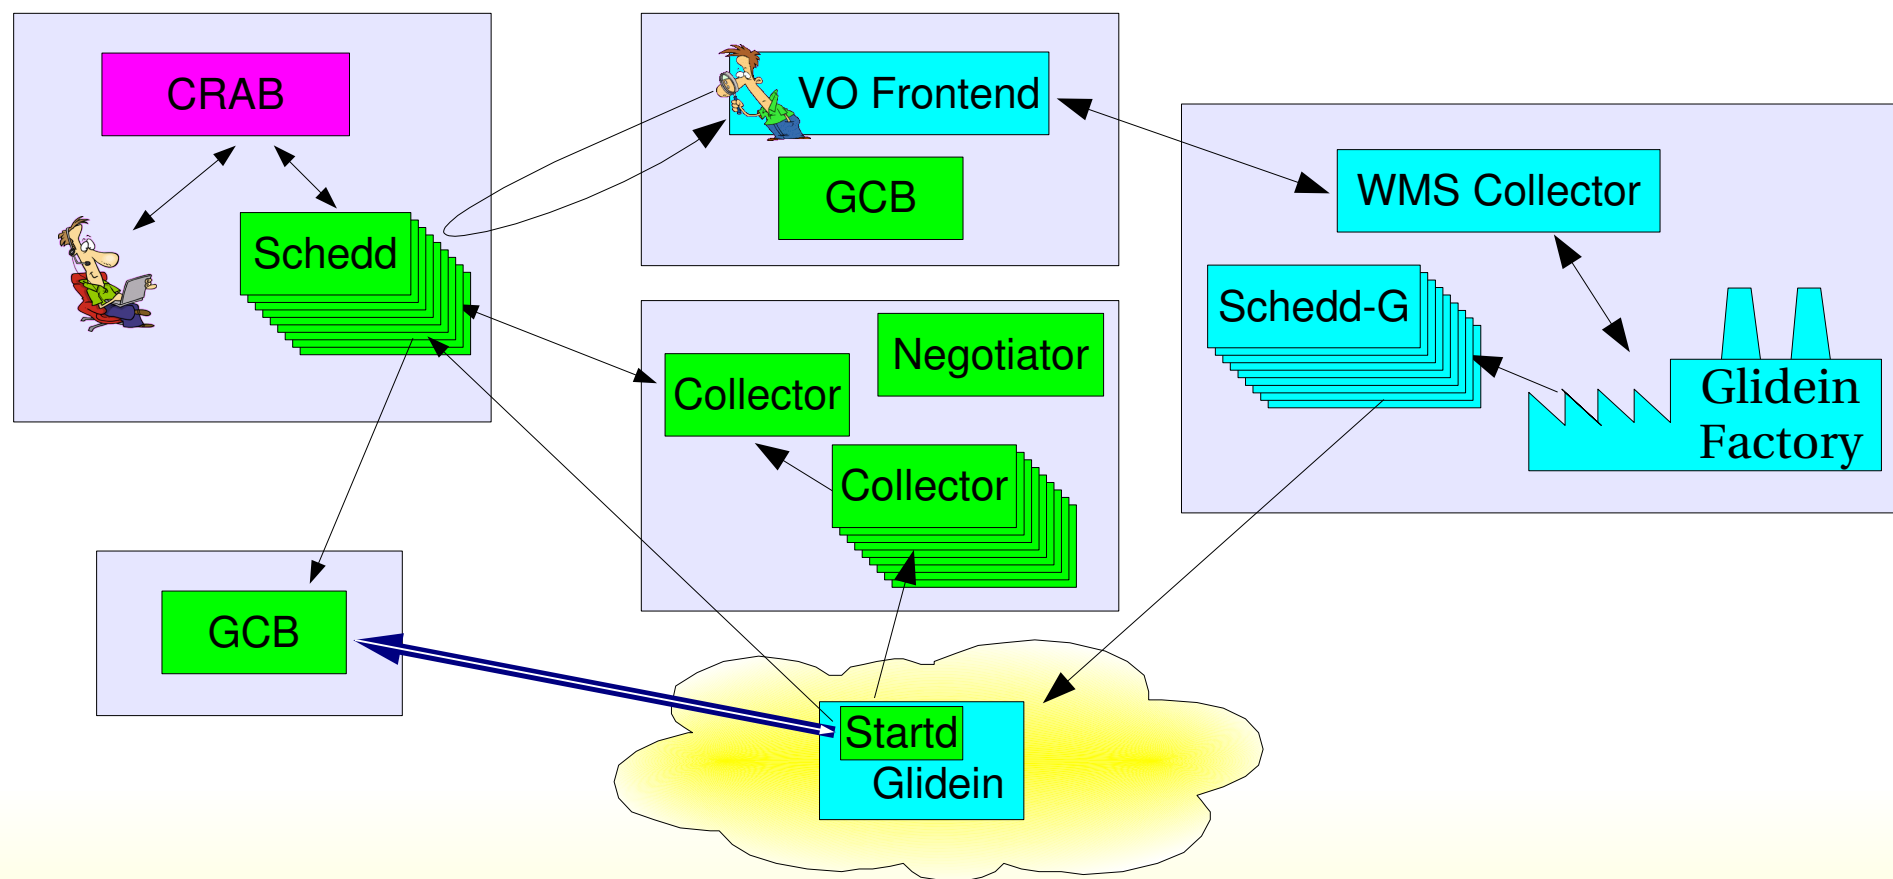 CRAB
Schedd
VO Frontend
GCB
WMS Collector
Schedd-G
Glidein
Factory
Negotiator
Collector
Collector
GCB
Startd
Glidein